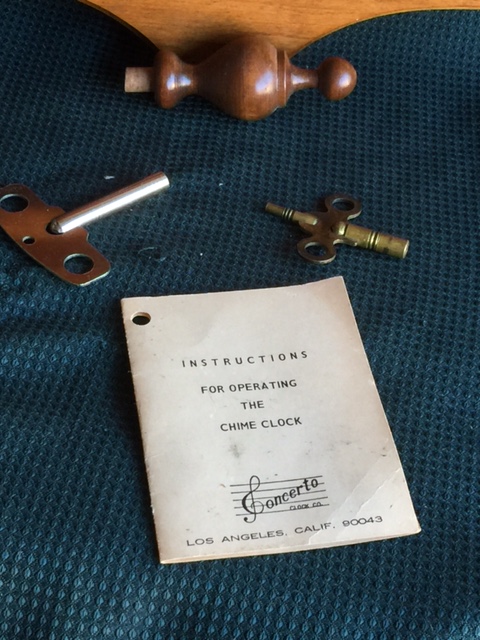 INSTRUCTIONS
FOR OPERATING
THE
CHIME CLOCK
Concerto
CLOCK CO.
LOS ANGELES, CALIF. 90043